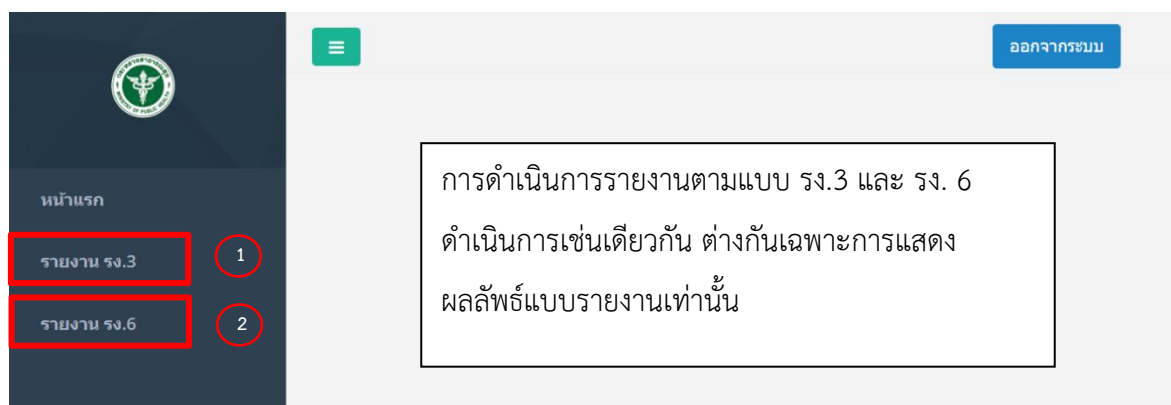 ออกจากระบบ
หน้าแรก
รายงาน รง.3
1
รายงาน รง.6
2
การดำเนินการรายงานตามแบบ รง.3 และ รง. 6
ดำเนินการเช่นเดียวกัน ต่างกันเฉพาะการแสดง
ผลลัพธ์แบบรายงานเท่านั้น